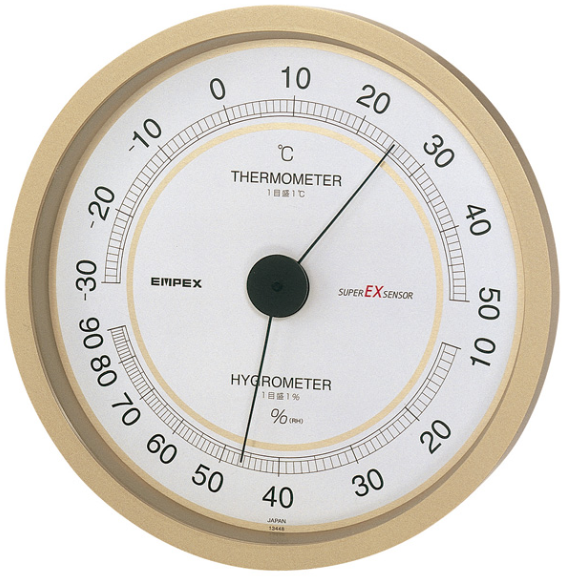 -30 -20 -10 0 10 20 30 40 50
℃
THERMOMETER
1目盛1℃
EMPEX
SUPER EX SENSOR
90 80 70 60 50 40 30 20 10
HYGROMETER
1目盛1%
% (RH)
JAPAN